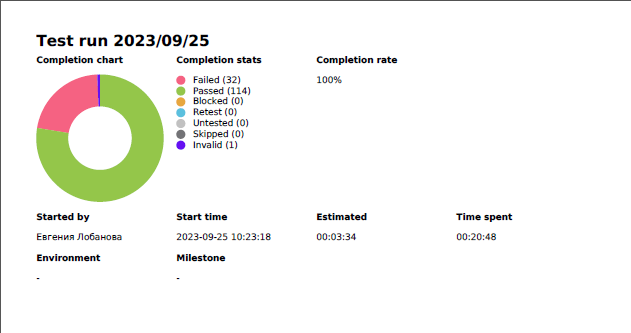 Test run 2023/09/25
Completion chart Completion stats Completion rate
Failed (32) 100%
Passed (114)
Blocked (0)
Retest (0)
Untested (0)
Skipped (0)
Invalid (1)
Started by Start time Estimated Time spent
Евгения Лобанова 2023-09-25 10:23:18 00:03:34 00:20:48
Environment Milestone
- -